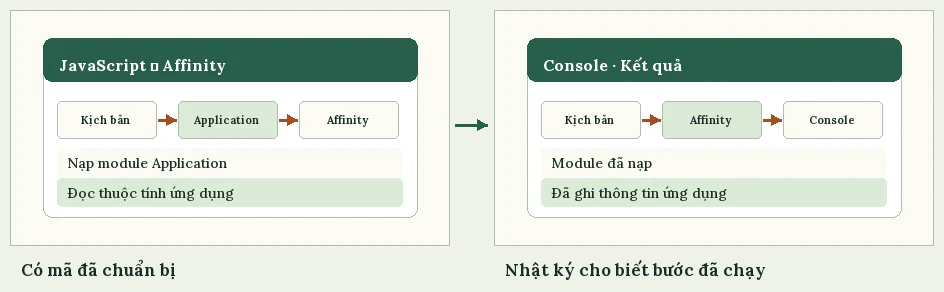 JavaScript ▯ Affinity
Kịch bản
Application
Affinity
Nạp module Application
Đọc thuộc tính ứng dụng
Có mã đã chuẩn bị
Console · Kết quả
Kịch bản
Affinity
Console
Module đã nạp
Đã ghi thông tin ứng dụng
Nhật ký cho biết bước đã chạy